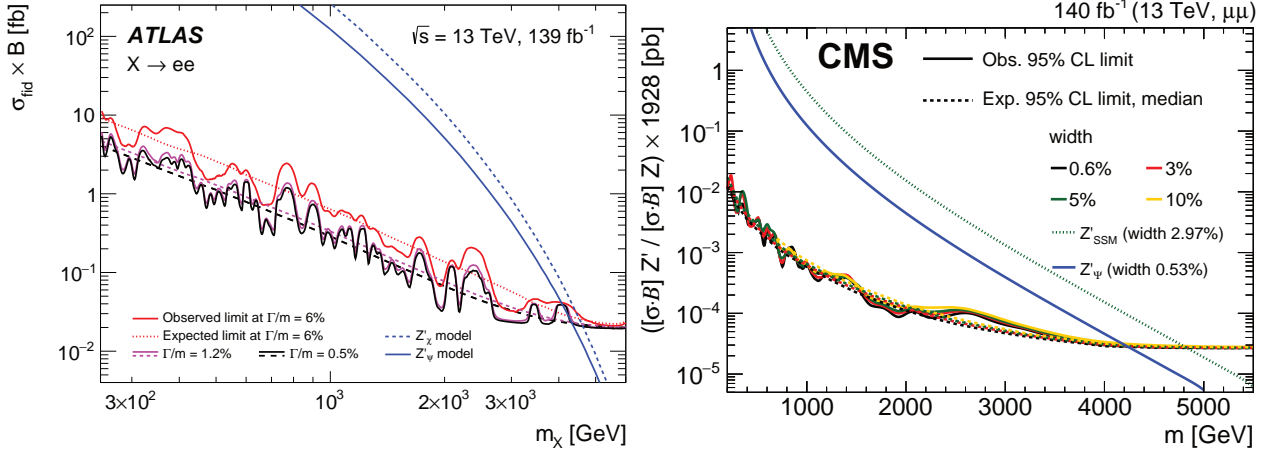 σ_fid × B [fb]
10²
10
1
10⁻¹
10⁻²
ATLAS
√s = 13 TeV, 139 fb⁻¹
X → ee
Observed limit at Γ/m = 6%
Expected limit at Γ/m = 6%
Z'_χ model
Γ/m = 1.2%
Γ/m = 0.5%
Z'_ψ model
3×10²
10³
2×10³
3×10³
m_X [GeV]
140 fb⁻¹ (13 TeV, μμ)
([σ·B] Z' / [σ·B] Z) × 1928 [pb]
1
10⁻¹
10⁻²
10⁻³
10⁻⁴
10⁻⁵
CMS
Obs. 95% CL limit
Exp. 95% CL limit, median
width
0.6%
3%
5%
10%
Z'_SSM (width 2.97%)
Z'_Ψ (width 0.53%)
1000
2000
3000
4000
5000
m [GeV]